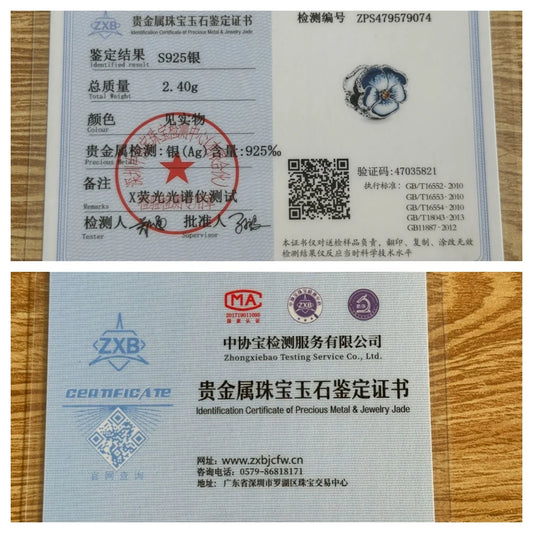 ZXB
贵金属珠宝玉石鉴定证书
Identification Certificate of Precious Metal & Jewelry Jade
检测编号 ZPS479579074
鉴定结果 S925银
Identified result
总质量 2.40g
Total Weight
颜色 见实物
Colour
贵金属检测:银(Ag)含量:925‰
Precious Metal
备注
Remarks
X荧光光谱仪测试
检测人
Tester
批准人
Supervisor
验证码: 47035821
执行标准: GB/T16552-2010
GB/T16553-2010
GB/T16554-2010
GB/T18043-2013
GB11887-2012
本证书仅对送检样品负责，翻印、复制、涂改无效
检测结果仅反应当时科学技术水平
ZXB
CERTIFICATE
官网查询
CMA
国家认证
ZXB
中协宝检测服务有限公司
Zhongxiebao Testing Service Co., Ltd.
贵金属珠宝玉石鉴定证书
Identification Certificate of Precious Metal & Jewelry Jade
网址: www.zxbjcfw.cn
咨询电话: 0579-86818171
地址: 广东省深圳市罗湖区珠宝交易中心